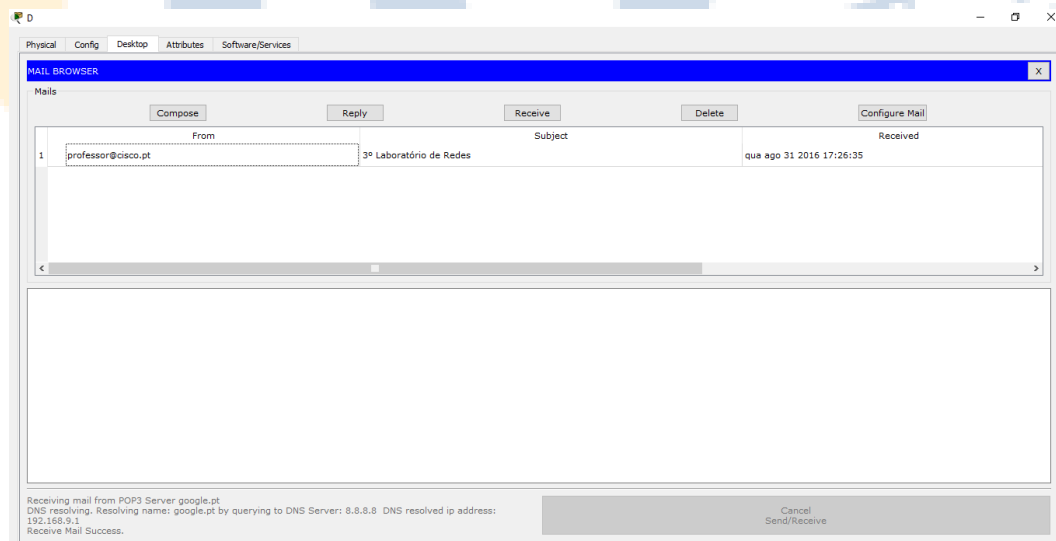 D
Physical Config Desktop Attributes Software/Services
MAIL BROWSER X
Mails
Compose Reply Receive Delete Configure Mail
From Subject Received
1 professor@cisco.pt 3º Laboratório de Redes qua ago 31 2016 17:26:35
Receiving mail from POP3 Server google.pt
DNS resolving. Resolving name: google.pt by querying to DNS Server: 8.8.8.8 DNS resolved ip address:
192.168.9.1
Receive Mail Success.
Cancel
Send/Receive